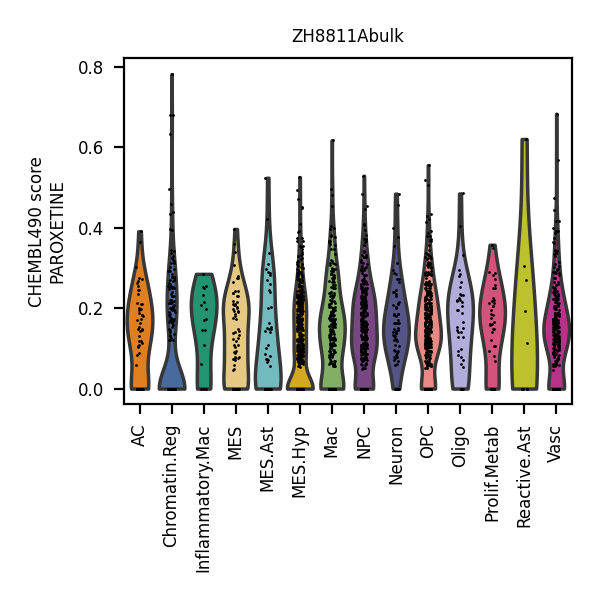 ZH8811Abulk
CHEMBL490 score
PAROXETINE
0.8
0.6
0.4
0.2
0.0
AC
Chromatin.Reg
Inflammatory.Mac
MES
MES.Ast
MES.Hyp
Mac
NPC
Neuron
OPC
Oligo
Prolif.Metab
Reactive.Ast
Vasc